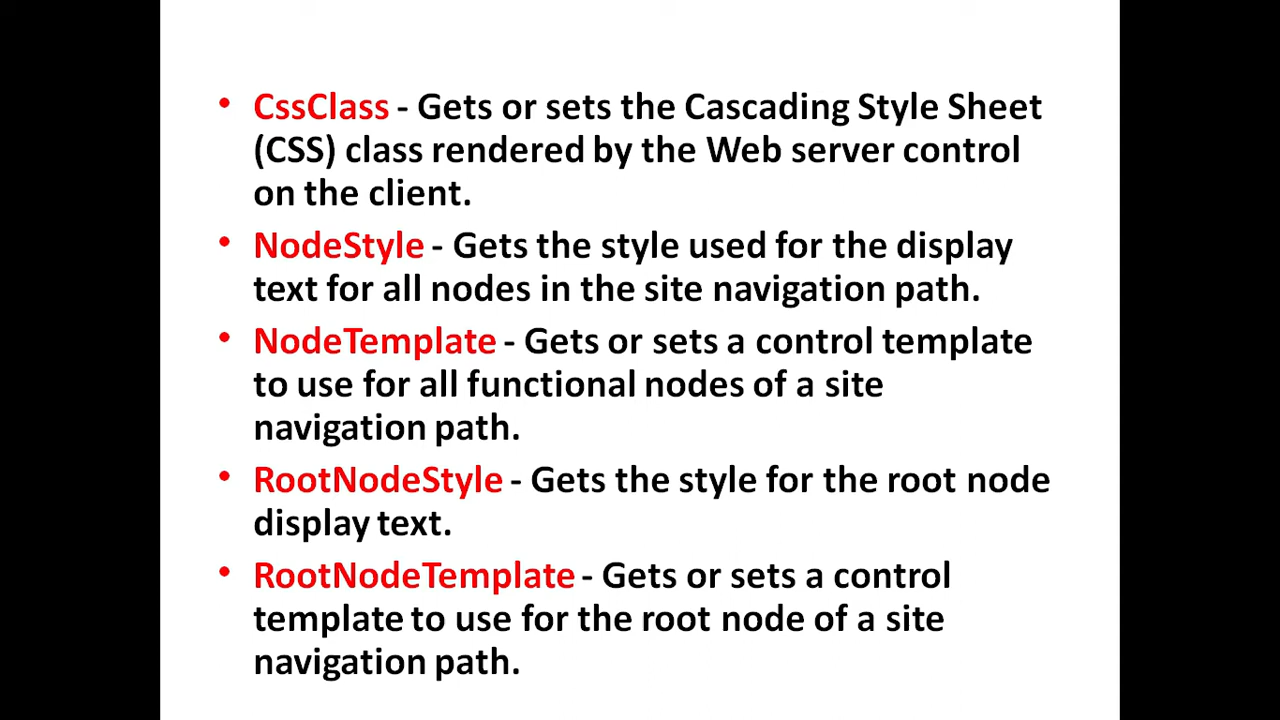 • CssClass - Gets or sets the Cascading Style Sheet
(CSS) class rendered by the Web server control
on the client.
• NodeStyle - Gets the style used for the display
text for all nodes in the site navigation path.
• NodeTemplate - Gets or sets a control template
to use for all functional nodes of a site
navigation path.
• RootNodeStyle - Gets the style for the root node
display text.
• RootNodeTemplate - Gets or sets a control
template to use for the root node of a site
navigation path.